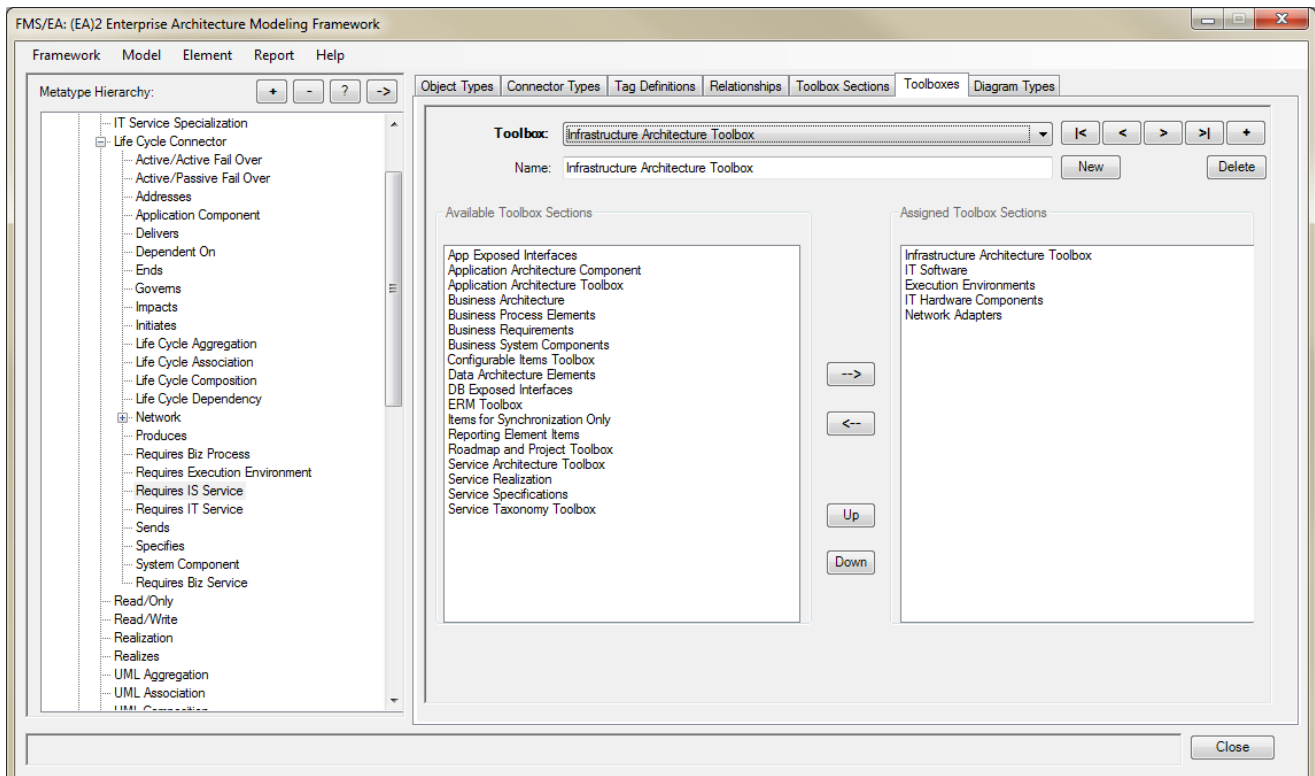 FMS/EA: (EA)2 Enterprise Architecture Modeling Framework
X
Framework Model Element Report Help
Metatype Hierarchy: + - ? ->
IT Service Specialization
Life Cycle Connector
Active/Active Fail Over
Active/Passive Fail Over
Addresses
Application Component
Delivers
Dependent On
Ends
Governs
Impacts
Initiates
Life Cycle Aggregation
Life Cycle Association
Life Cycle Composition
Life Cycle Dependency
Network
Produces
Requires Biz Process
Requires Execution Environment
Requires IS Service
Requires IT Service
Sends
Specifies
System Component
Requires Biz Service
Read/Only
Read/Write
Realization
Realizes
UML Aggregation
UML Association
UML Composition
Object Types Connector Types Tag Definitions Relationships Toolbox Sections Toolboxes Diagram Types
Toolbox: Infrastructure Architecture Toolbox |< < > >| +
Name: Infrastructure Architecture Toolbox New Delete
Available Toolbox Sections
App Exposed Interfaces
Application Architecture Component
Application Architecture Toolbox
Business Architecture
Business Process Elements
Business Requirements
Business System Components
Configurable Items Toolbox
Data Architecture Elements
DB Exposed Interfaces
ERM Toolbox
Items for Synchronization Only
Reporting Element Items
Roadmap and Project Toolbox
Service Architecture Toolbox
Service Realization
Service Specifications
Service Taxonomy Toolbox
-->
<--
Up
Down
Assigned Toolbox Sections
Infrastructure Architecture Toolbox
IT Software
Execution Environments
IT Hardware Components
Network Adapters
Close